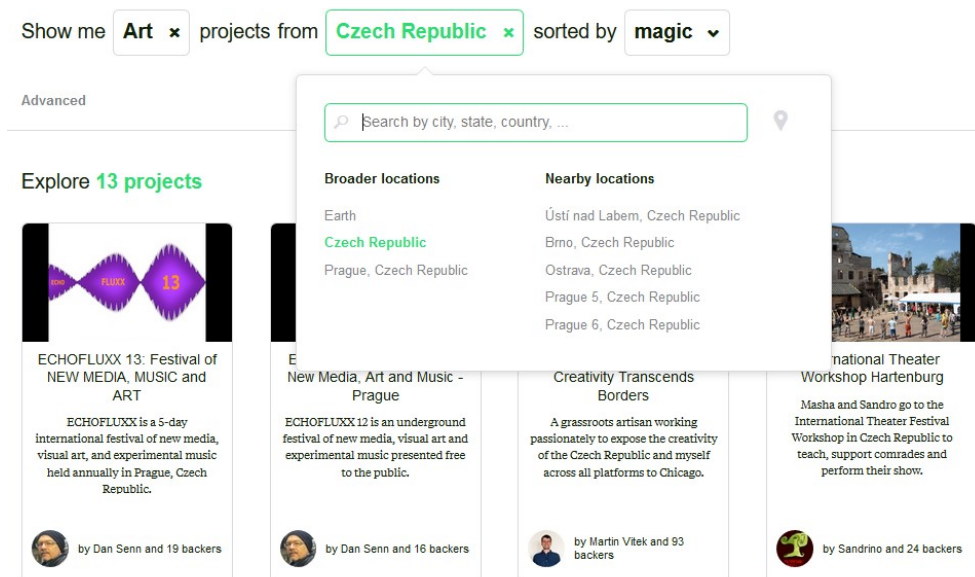 Show me Art × projects from Czech Republic × sorted by magic
Advanced
Search by city, state, country, ...
Broader locations
Earth
Czech Republic
Prague, Czech Republic
Nearby locations
Ústí nad Labem, Czech Republic
Brno, Czech Republic
Ostrava, Czech Republic
Prague 5, Czech Republic
Prague 6, Czech Republic
Explore 13 projects
ECHO FLUXX 13
ECHOFLUXX 13: Festival of
NEW MEDIA, MUSIC and
ART
ECHOFLUXX is a 5-day
international festival of new media,
visual art, and experimental music
held annually in Prague, Czech
Republic.
by Dan Senn and 19 backers
E
New Media, Art and Music -
Prague
ECHOFLUXX 12 is an underground
festival of new media, visual art and
experimental music presented free
to the public.
by Dan Senn and 16 backers
Creativity Transcends
Borders
A grassroots artisan working
passionately to expose the creativity
of the Czech Republic and myself
across all platforms to Chicago.
by Martin Vitek and 93
backers
rnational Theater
Workshop Hartenburg
Masha and Sandro go to the
International Theater Festival
Workshop in Czech Republic to
teach, support comrades and
perform their show.
by Sandrino and 24 backers